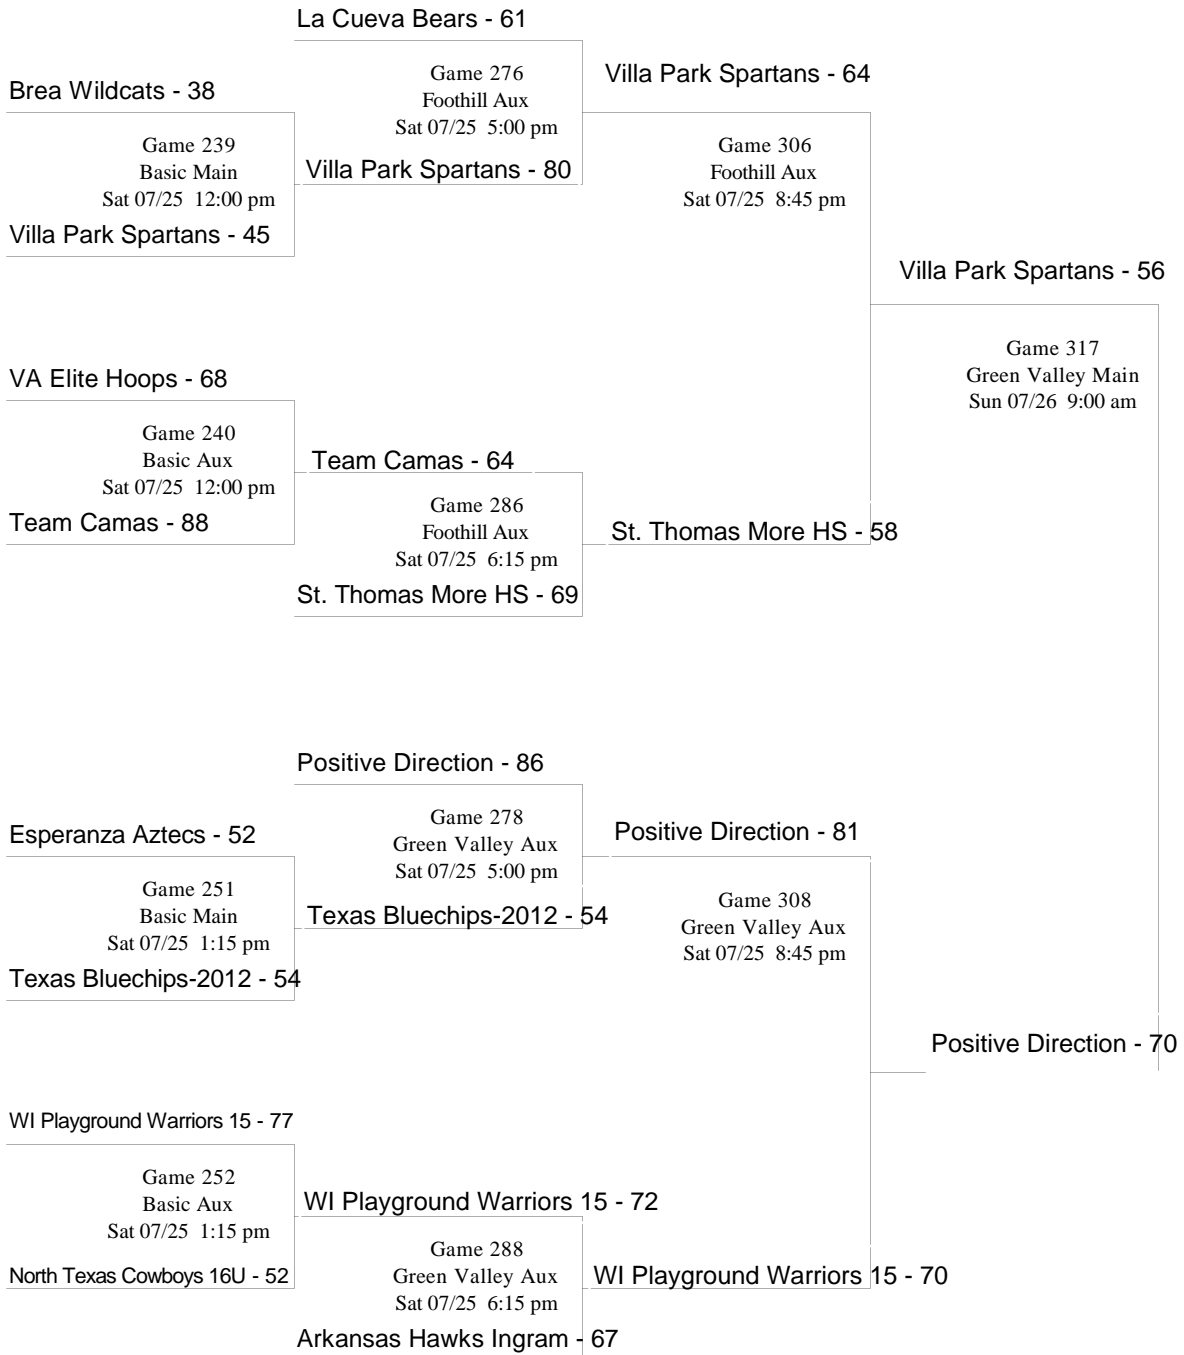 La Cueva Bears - 61
Game 276
Foothill Aux
Sat 07/25 5:00 pm
Villa Park Spartans - 64
Brea Wildcats - 38
Game 239
Basic Main
Sat 07/25 12:00 pm
Villa Park Spartans - 80
Game 306
Foothill Aux
Sat 07/25 8:45 pm
Villa Park Spartans - 45
Villa Park Spartans - 56
Game 317
Green Valley Main
Sun 07/26 9:00 am
VA Elite Hoops - 68
Game 240
Basic Aux
Sat 07/25 12:00 pm
Team Camas - 64
Team Camas - 88
Game 286
Foothill Aux
Sat 07/25 6:15 pm
St. Thomas More HS - 58
St. Thomas More HS - 69
Positive Direction - 86
Game 278
Green Valley Aux
Sat 07/25 5:00 pm
Esperanza Aztecs - 52
Positive Direction - 81
Game 251
Basic Main
Sat 07/25 1:15 pm
Texas Bluechips-2012 - 54
Game 308
Green Valley Aux
Sat 07/25 8:45 pm
Texas Bluechips-2012 - 54
Positive Direction - 70
WI Playground Warriors 15 - 77
Game 252
Basic Aux
Sat 07/25 1:15 pm
WI Playground Warriors 15 - 72
North Texas Cowboys 16U - 52
Game 288
Green Valley Aux
Sat 07/25 6:15 pm
WI Playground Warriors 15 - 70
Arkansas Hawks Ingram - 67